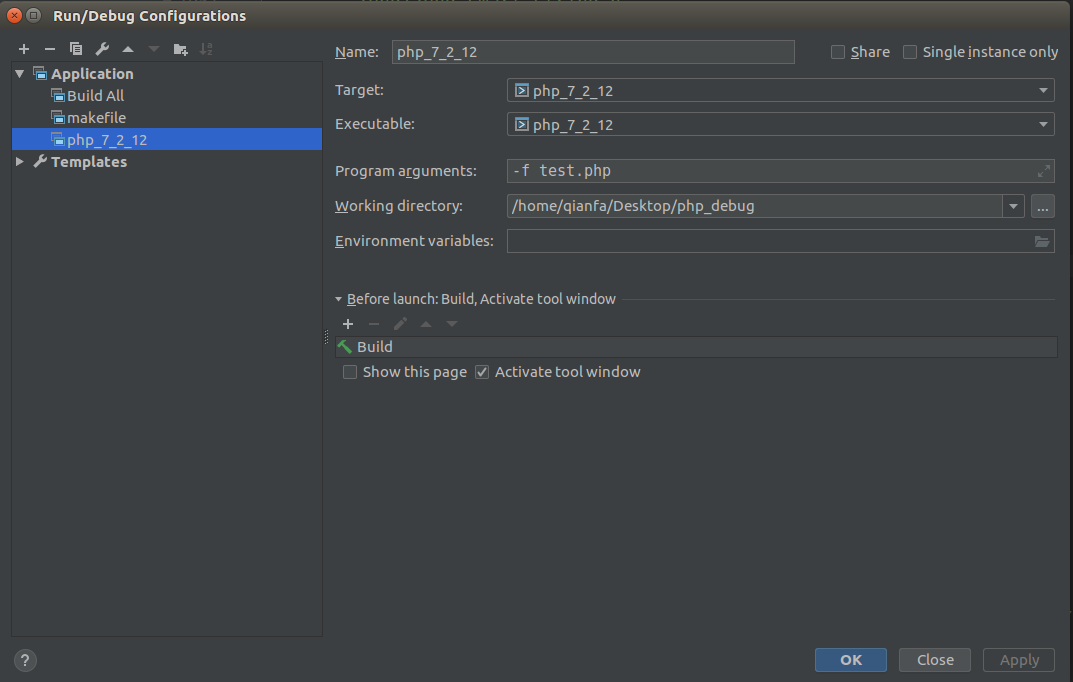 Run/Debug Configurations
Name: php_7_2_12 Share Single instance only
Application
Build All
makefile
php_7_2_12
Templates
Target: php_7_2_12
Executable: php_7_2_12
Program arguments: -f test.php
Working directory: /home/qianfa/Desktop/php_debug ...
Environment variables:
Before launch: Build, Activate tool window
Build
Show this page Activate tool window
? OK Close Apply